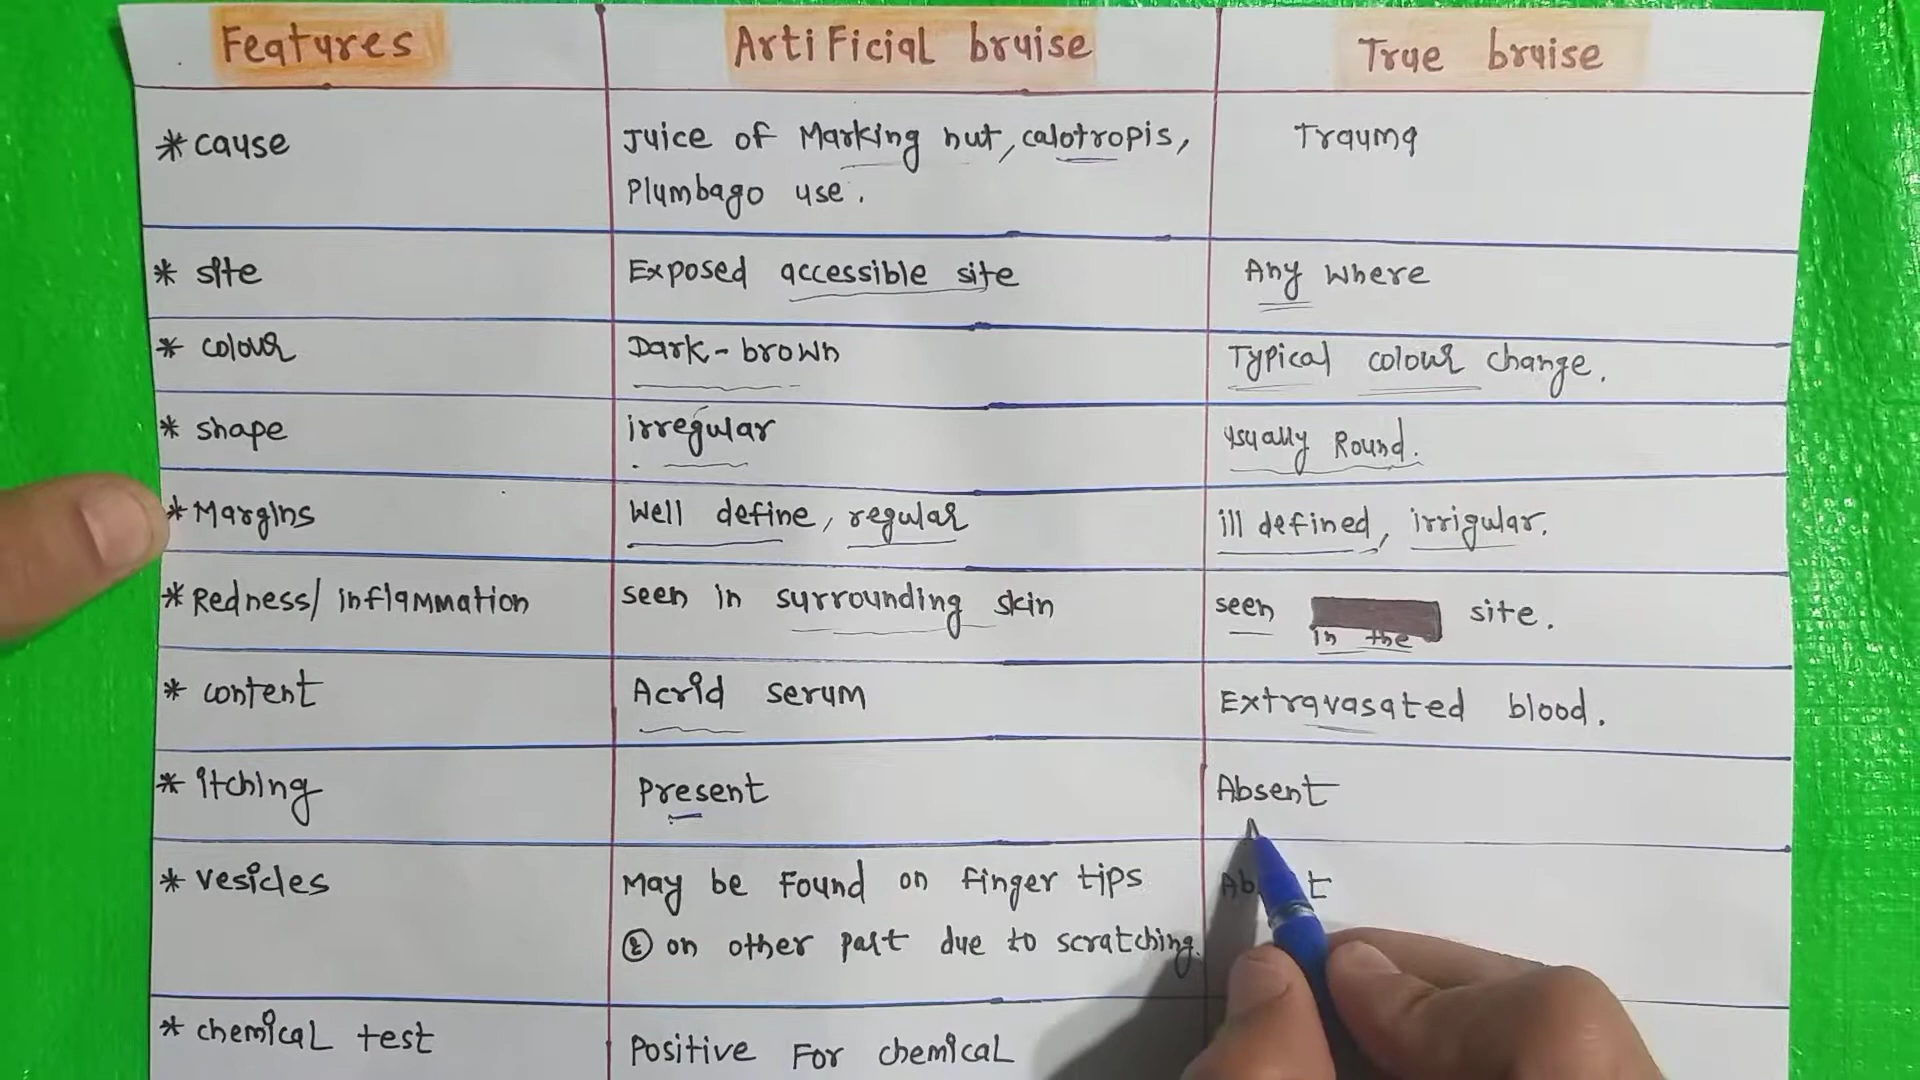 Features Artificial bruise True bruise
* cause Juice of Marking nut, calotropis, Trauma
Plumbago use.
* site Exposed accessible site Any where
* colour Dark-brown Typical colour change.
* shape irregular usually Round.
* Margins Well define, regular ill defined, irrigular.
* Redness/ inflammation seen in surrounding skin seen in the site.
* content Acrid serum Extravasated blood.
* itching Present Absent
* vesicles May be Found on finger tips
& on other part due to scratching.
* chemical test Positive For chemical